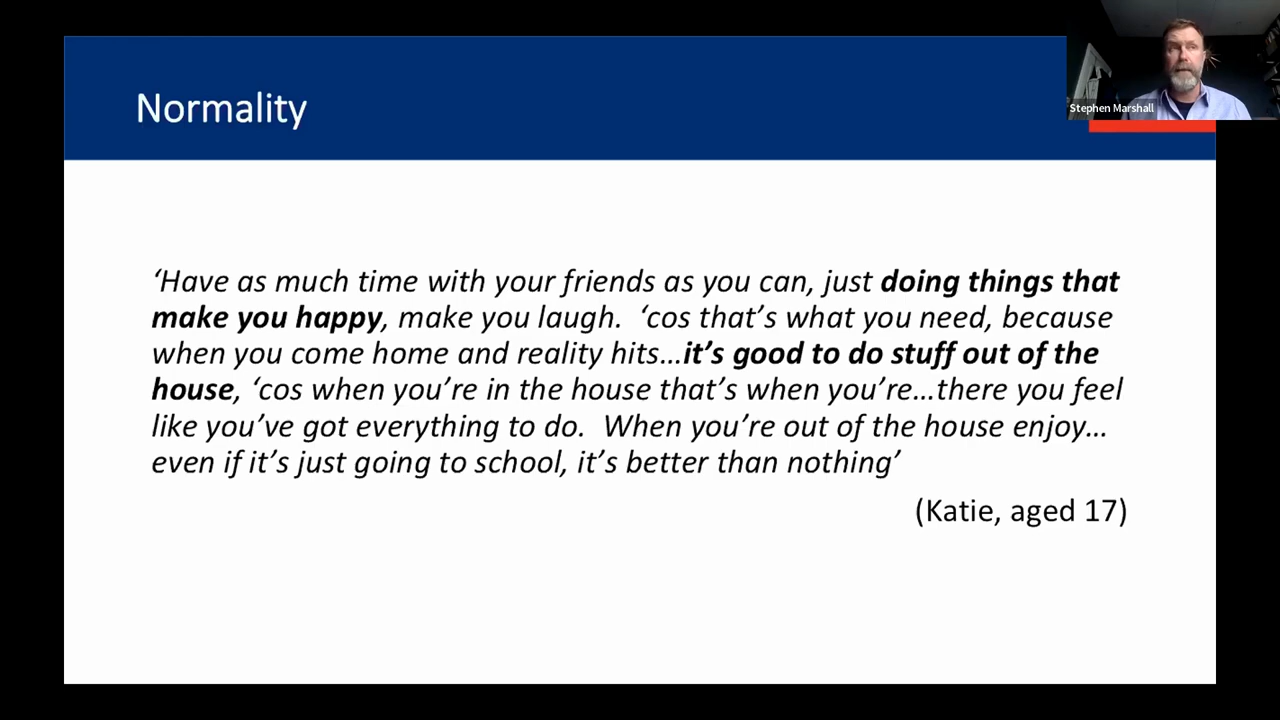 Normality
Stephen Marshall
‘Have as much time with your friends as you can, just doing things that
make you happy, make you laugh.  ‘cos that’s what you need, because
when you come home and reality hits…it’s good to do stuff out of the
house, ‘cos when you’re in the house that’s when you’re…there you feel
like you’ve got everything to do.  When you’re out of the house enjoy…
even if it’s just going to school, it’s better than nothing’
(Katie, aged 17)